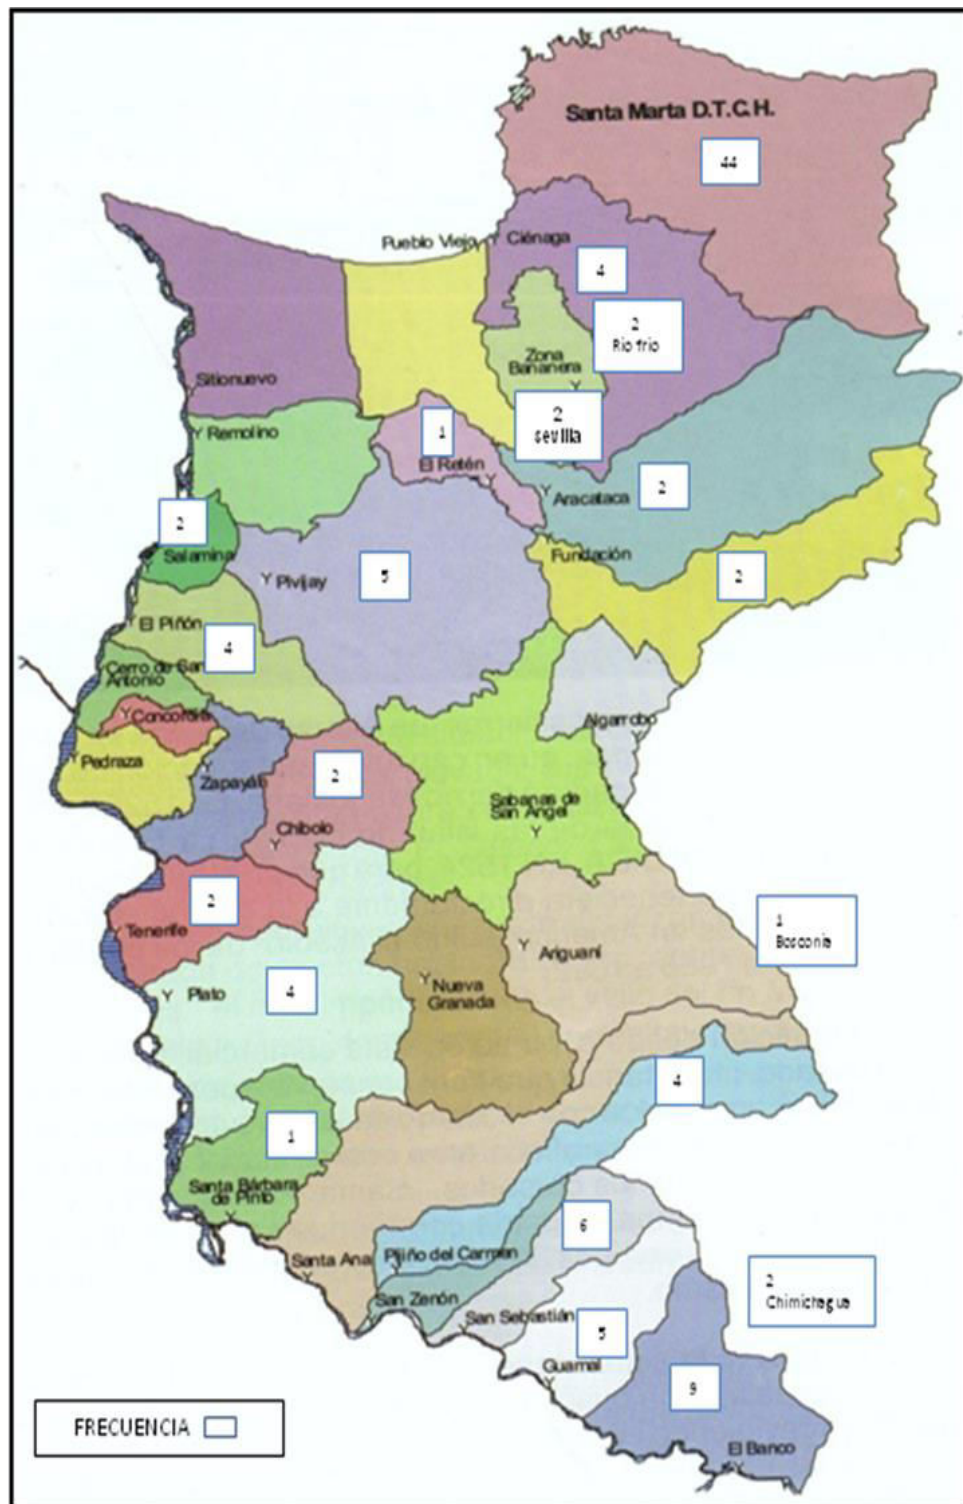 Santa Marta D.T.C.H.
44
Pueblo Viejo
Ciénaga
4
2
Rio frio
Zona
Bananera
Sitionuevo
2
sevilla
Remolino
1
El Retén
Aracataca
2
2
Salamina
Fundación
2
Pivijay
5
El Piñón
4
Cerro de San
Antonio
Concordia
Algarrobo
Pedraza
Zapayán
2
Sabanas de
San Angel
Chibolo
2
Tenerife
1
Bosconia
Ariguaní
Nueva
Granada
Plato
4
4
1
Santa Bárbara
de Pinto
6
Santa Ana
Pijiño del Carmen
2
Chimichagua
San Zenón
San Sebastián
5
Guamal
9
FRECUENCIA
El Banco